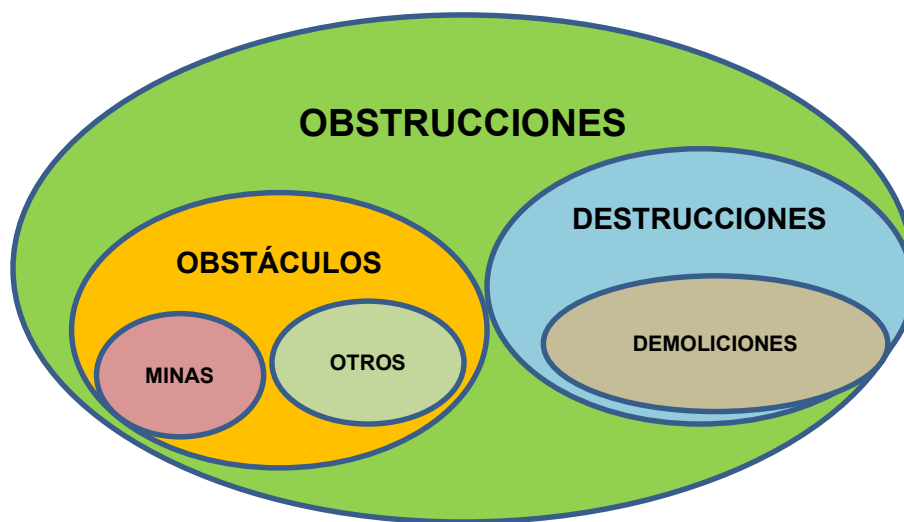 OBSTRUCCIONES
DESTRUCCIONES
OBSTÁCULOS
DEMOLICIONES
MINAS
OTROS